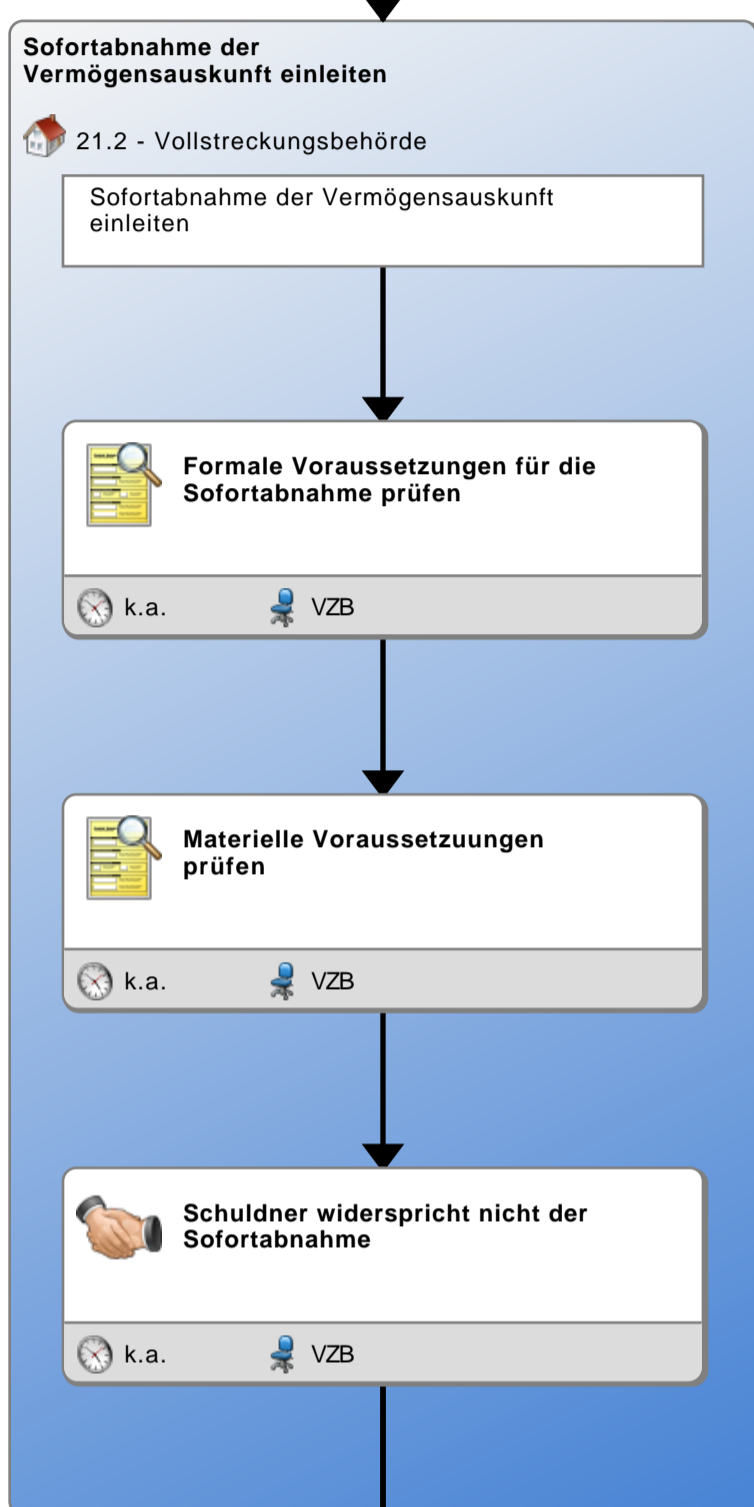 Sofortabnahme der
Vermögensauskunft einleiten
21.2 - Vollstreckungsbehörde
Sofortabnahme der Vermögensauskunft
einleiten
Formale Voraussetzungen für die
Sofortabnahme prüfen
k.a. VZB
Materielle Voraussetzuungen
prüfen
k.a. VZB
Schuldner widerspricht nicht der
Sofortabnahme
k.a. VZB